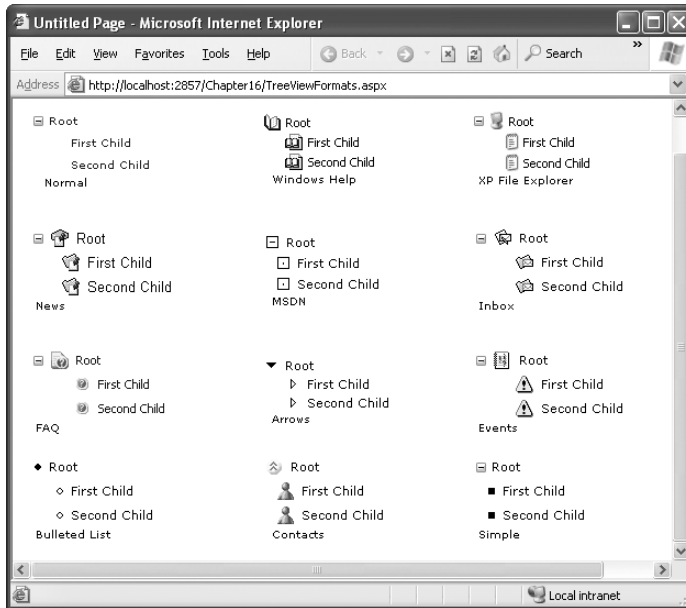 Untitled Page - Microsoft Internet Explorer
File Edit View Favorites Tools Help Back Search »
Address http://localhost:2857/Chapter16/TreeViewFormats.aspx
Root
First Child
Second Child
Normal
Root
First Child
Second Child
Windows Help
Root
First Child
Second Child
XP File Explorer
Root
First Child
Second Child
News
Root
First Child
Second Child
MSDN
Root
First Child
Second Child
Inbox
Root
First Child
Second Child
FAQ
Root
First Child
Second Child
Arrows
Root
First Child
Second Child
Events
Root
First Child
Second Child
Bulleted List
Root
First Child
Second Child
Contacts
Root
First Child
Second Child
Simple
Local intranet